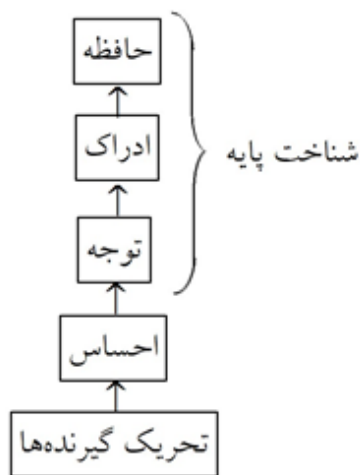 حافظه
ادراک
شناخت پایه
توجه
احساس
تحریک گیرنده‌ها